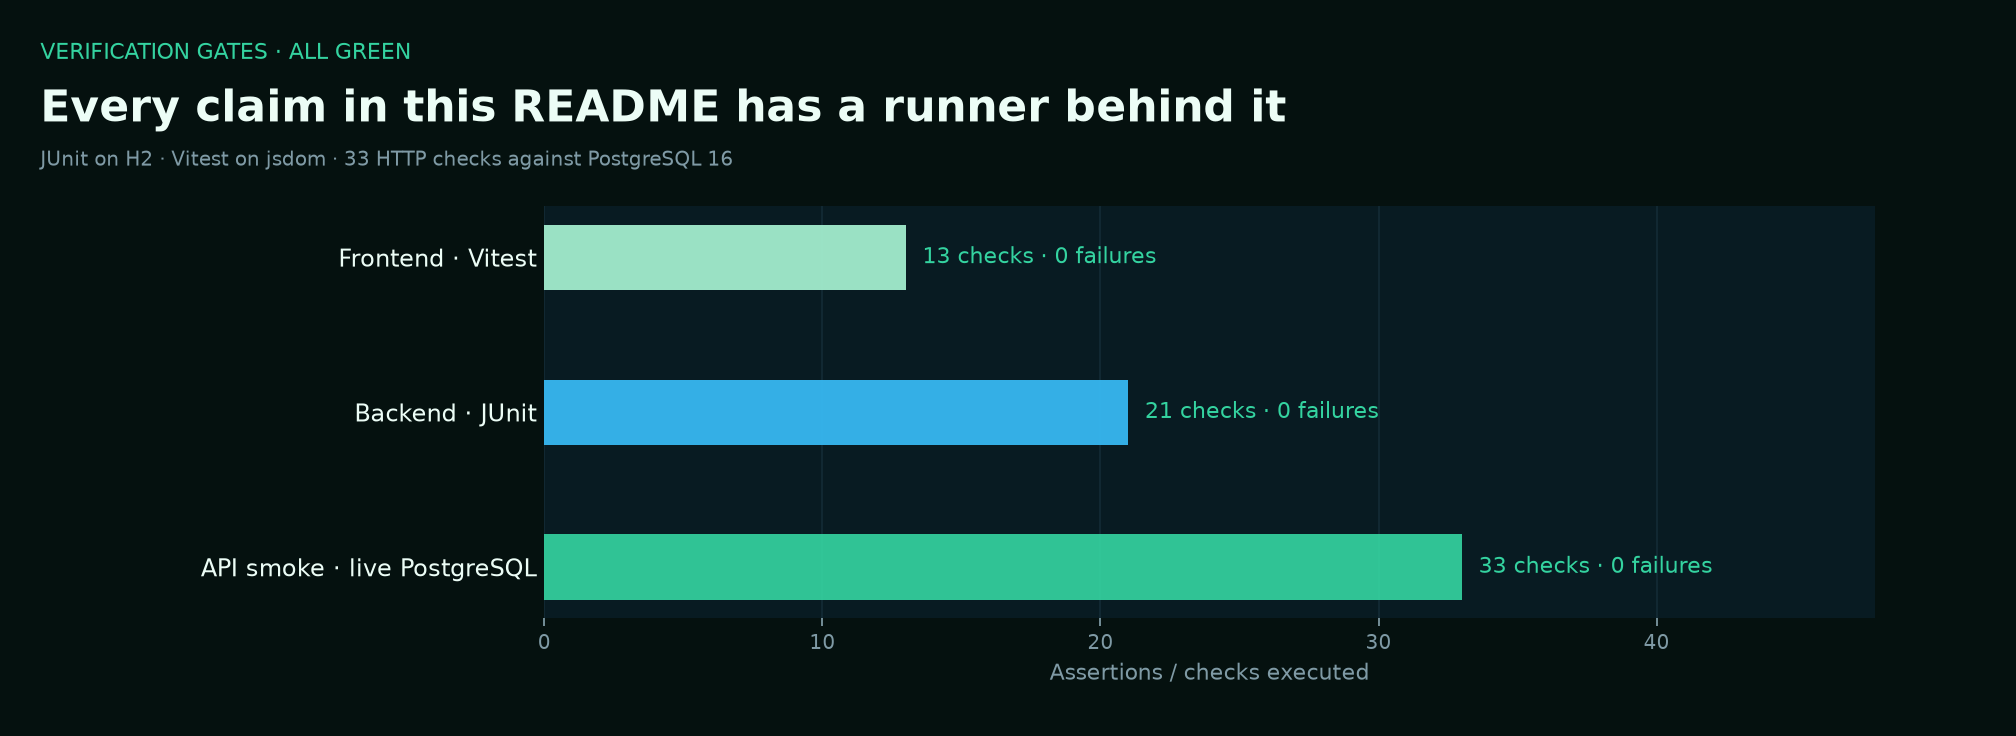 VERIFICATION GATES · ALL GREEN
Every claim in this README has a runner behind it
JUnit on H2 · Vitest on jsdom · 33 HTTP checks against PostgreSQL 16
Frontend · Vitest
13 checks · 0 failures
Backend · JUnit
21 checks · 0 failures
API smoke · live PostgreSQL
33 checks · 0 failures
0 10 20 30 40
Assertions / checks executed